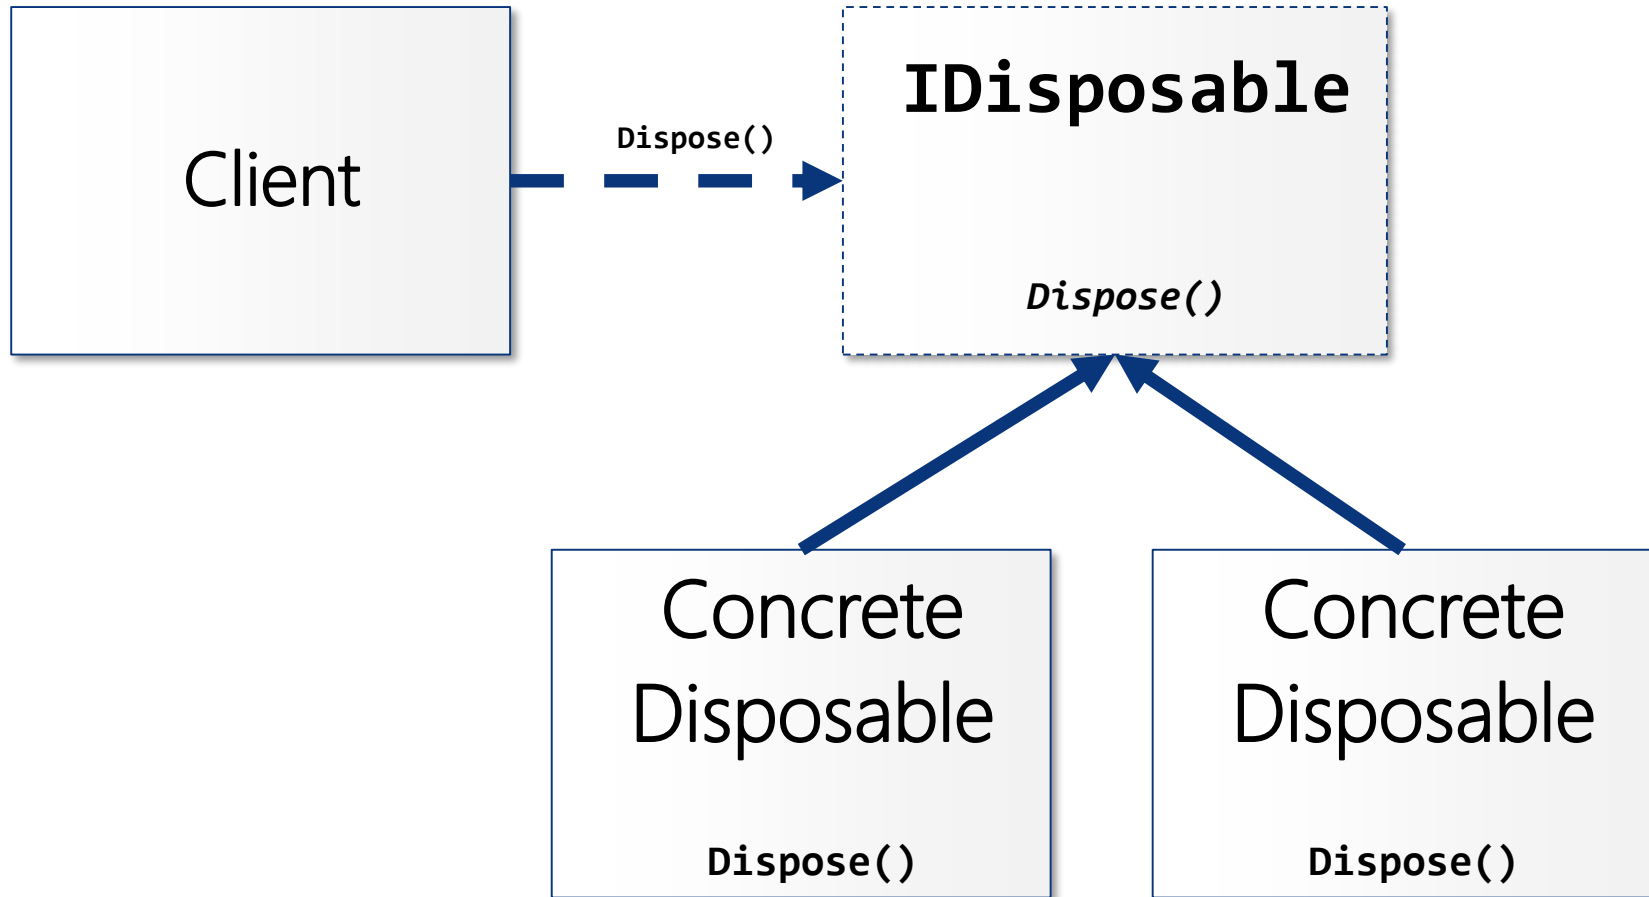 Client
Dispose()
IDisposable
Dispose()
Concrete
Disposable
Dispose()
Concrete
Disposable
Dispose()